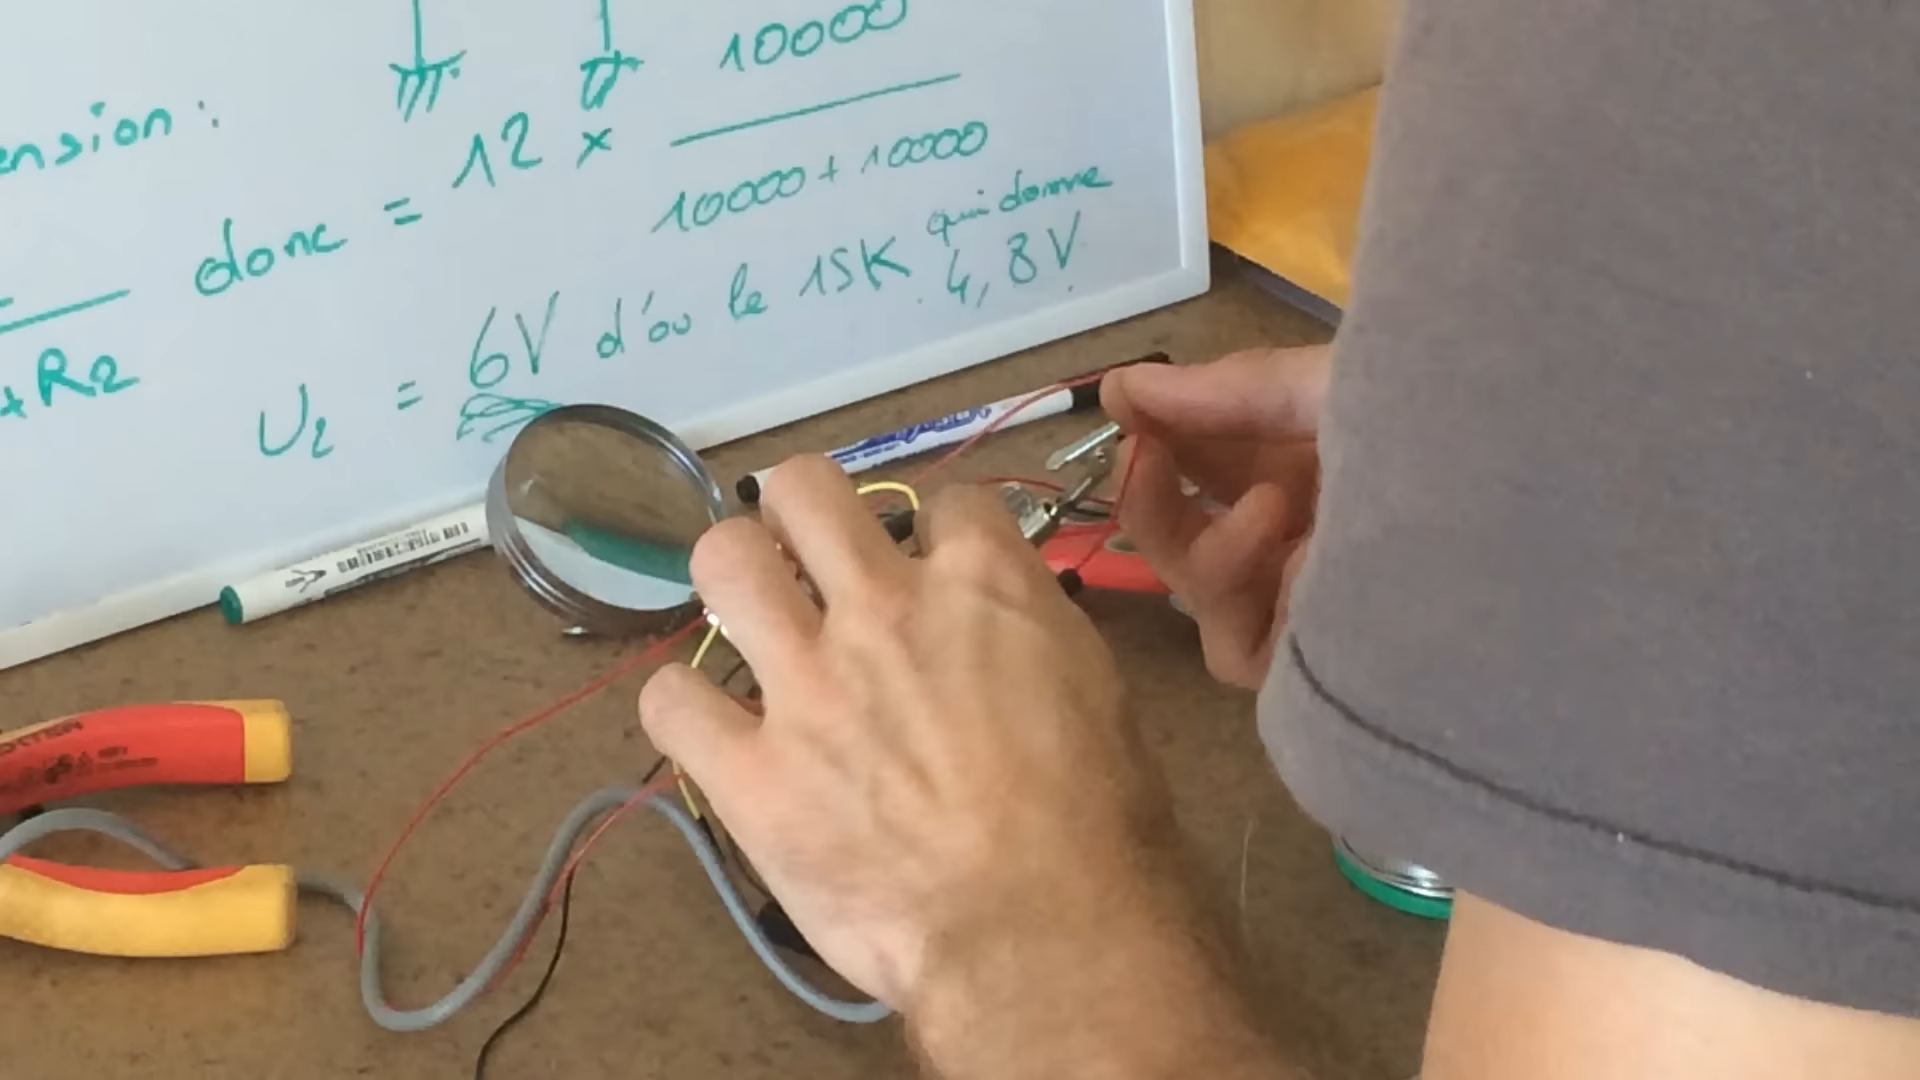 10000
ension :
donc = 12 x
10000 + 10000
+R2
U2 = 6V d'ou le 15K qui donne
4,8V